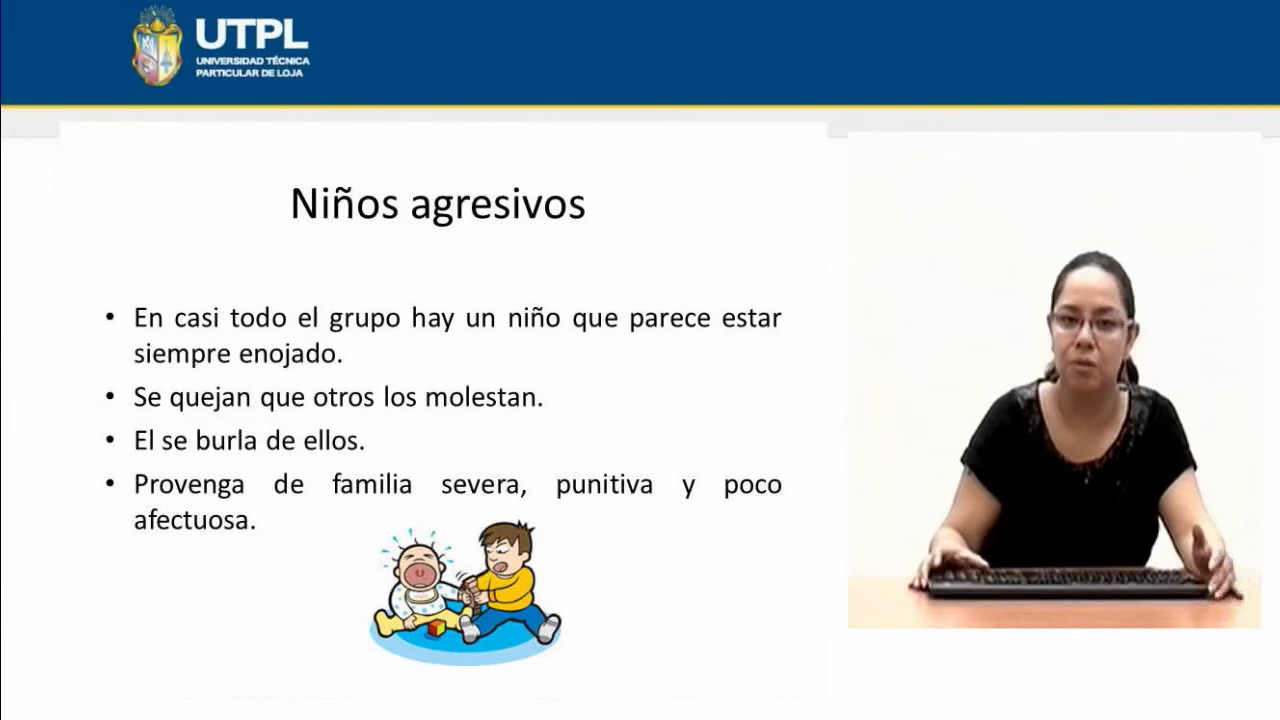 UTPL
UNIVERSIDAD TÉCNICA
PARTICULAR DE LOJA
Niños agresivos
• En casi todo el grupo hay un niño que parece estar
siempre enojado.
• Se quejan que otros los molestan.
• El se burla de ellos.
• Provenga de familia severa, punitiva y poco
afectuosa.